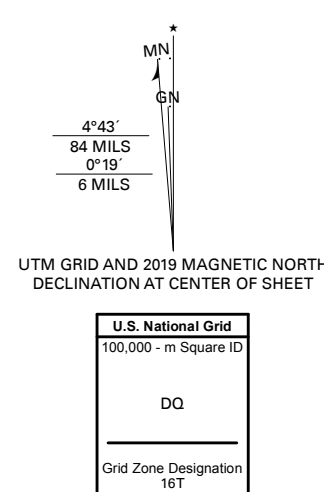 ★
MN
GN
4°43´
84 MILS
0°19´
6 MILS
UTM GRID AND 2019 MAGNETIC NORTH
DECLINATION AT CENTER OF SHEET
U.S. National Grid
100,000 - m Square ID
DQ
Grid Zone Designation
16T